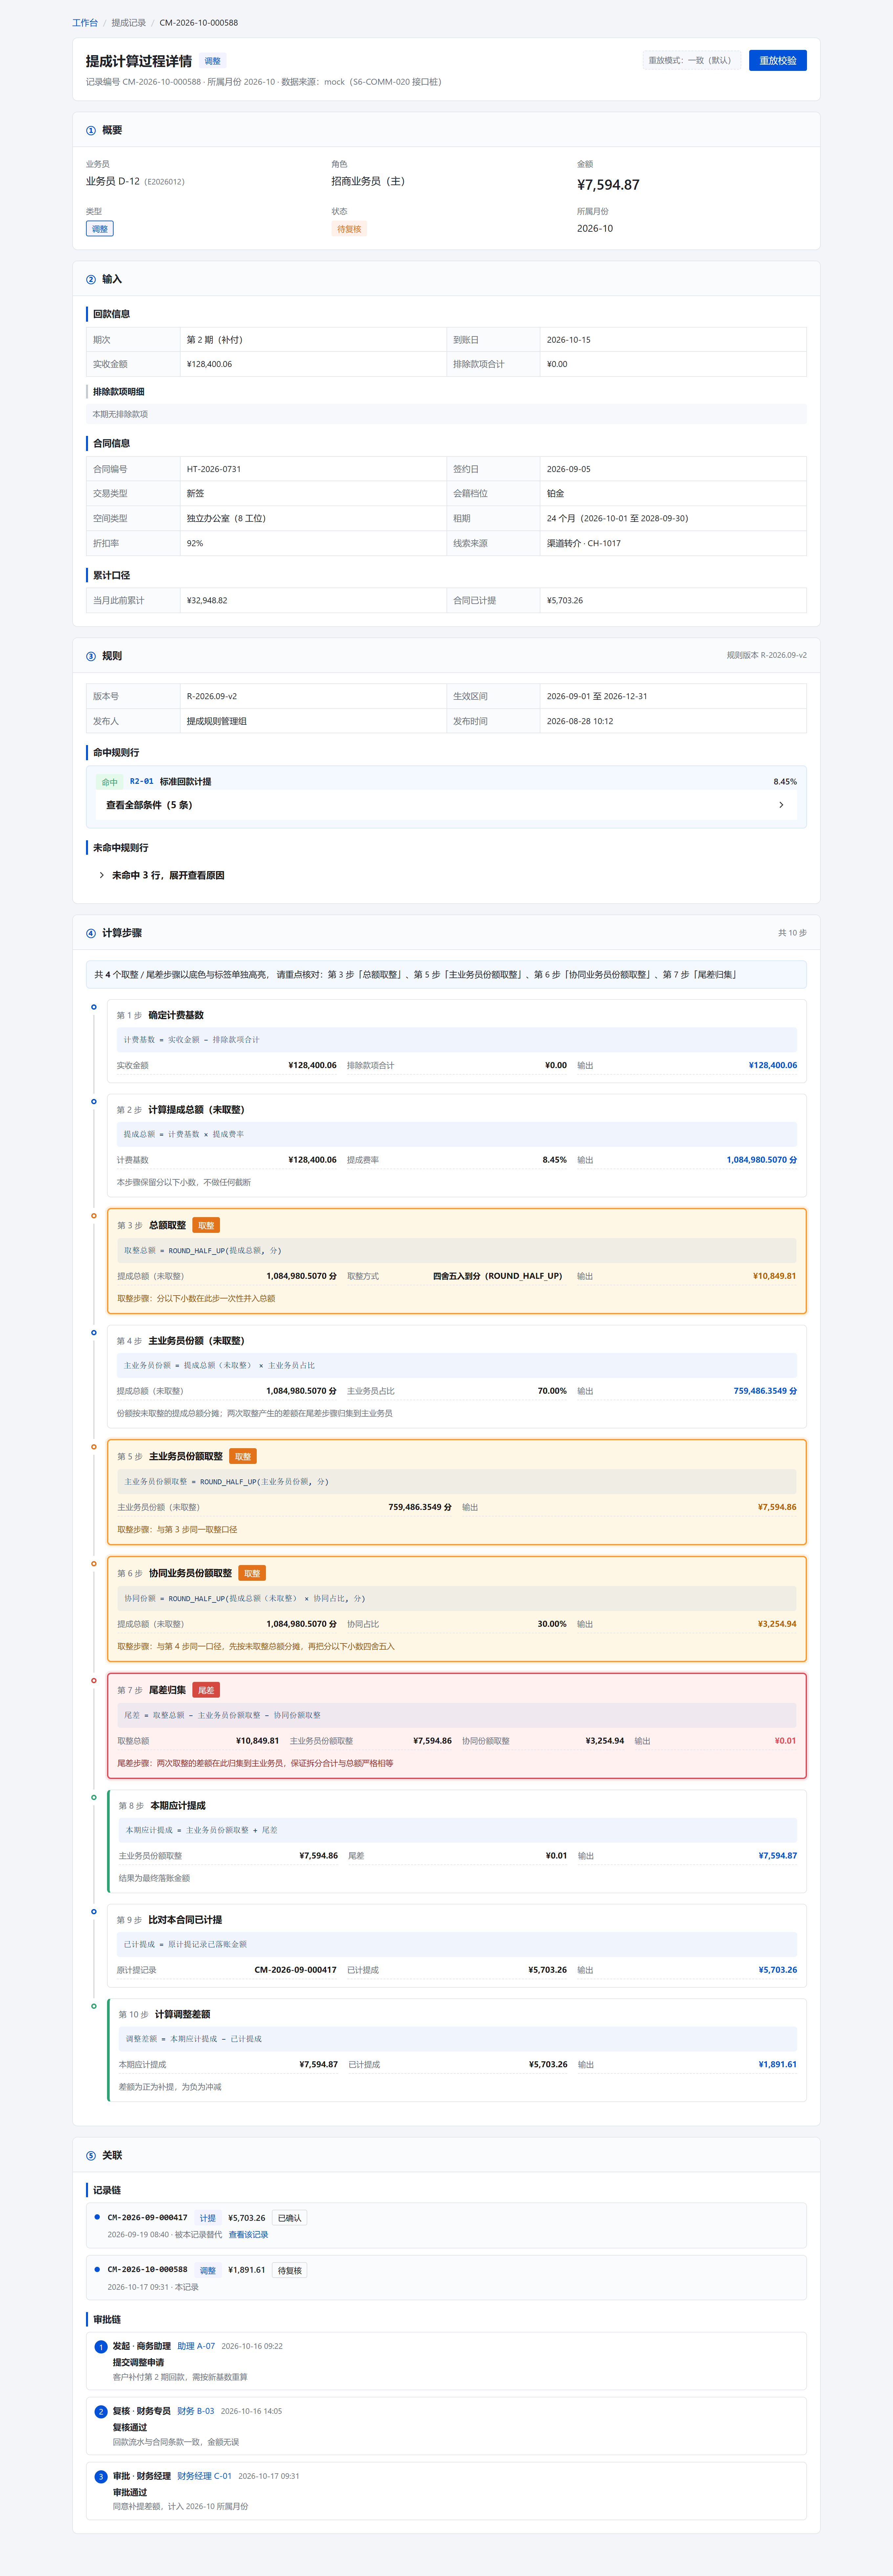 工作台 / 提成记录 / CM-2026-10-000588
提成计算过程详情 调整
重放模式：一致（默认） 重放校验
记录编号 CM-2026-10-000588 · 所属月份 2026-10 · 数据来源：mock（S6-COMM-020 接口桩）
① 概要
业务员 角色 金额
业务员 D-12（E2026012） 招商业务员（主） ¥7,594.87
类型 状态 所属月份
调整 待复核 2026-10
② 输入
回款信息
期次 第 2 期（补付） 到账日 2026-10-15
实收金额 ¥128,400.06 排除款项合计 ¥0.00
排除款项明细
本期无排除款项
合同信息
合同编号 HT-2026-0731 签约日 2026-09-05
交易类型 新签 会籍档位 铂金
空间类型 独立办公室（8 工位） 租期 24 个月（2026-10-01 至 2028-09-30）
折扣率 92% 线索来源 渠道转介 · CH-1017
累计口径
当月此前累计 ¥32,948.82 合同已计提 ¥5,703.26
③ 规则 规则版本 R-2026.09-v2
版本号 R-2026.09-v2 生效区间 2026-09-01 至 2026-12-31
发布人 提成规则管理组 发布时间 2026-08-28 10:12
命中规则行
命中 R2-01 标准回款计提 8.45%
查看全部条件（5 条）
未命中规则行
未命中 3 行，展开查看原因
④ 计算步骤 共 10 步
共 4 个取整 / 尾差步骤以底色与标签单独高亮， 请重点核对：第 3 步「总额取整」、第 5 步「主业务员份额取整」、第 6 步「协同业务员份额取整」、第 7 步「尾差归集」
第 1 步 确定计费基数
计费基数 = 实收金额 − 排除款项合计
实收金额 ¥128,400.06 排除款项合计 ¥0.00 输出 ¥128,400.06
第 2 步 计算提成总额（未取整）
提成总额 = 计费基数 × 提成费率
计费基数 ¥128,400.06 提成费率 8.45% 输出 1,084,980.5070 分
本步骤保留分以下小数，不做任何截断
第 3 步 总额取整 取整
取整总额 = ROUND_HALF_UP(提成总额, 分)
提成总额（未取整） 1,084,980.5070 分 取整方式 四舍五入到分（ROUND_HALF_UP） 输出 ¥10,849.81
取整步骤：分以下小数在此步一次性并入总额
第 4 步 主业务员份额（未取整）
主业务员份额 = 提成总额（未取整） × 主业务员占比
提成总额（未取整） 1,084,980.5070 分 主业务员占比 70.00% 输出 759,486.3549 分
份额按未取整的提成总额分摊；两次取整产生的差额在尾差步骤归集到主业务员
第 5 步 主业务员份额取整 取整
主业务员份额取整 = ROUND_HALF_UP(主业务员份额, 分)
主业务员份额（未取整） 759,486.3549 分 输出 ¥7,594.86
取整步骤：与第 3 步同一取整口径
第 6 步 协同业务员份额取整 取整
协同份额 = ROUND_HALF_UP(提成总额（未取整） × 协同占比, 分)
提成总额（未取整） 1,084,980.5070 分 协同占比 30.00% 输出 ¥3,254.94
取整步骤：与第 4 步同一口径，先按未取整总额分摊，再把分以下小数四舍五入
第 7 步 尾差归集 尾差
尾差 = 取整总额 − 主业务员份额取整 − 协同份额取整
取整总额 ¥10,849.81 主业务员份额取整 ¥7,594.86 协同份额取整 ¥3,254.94 输出 ¥0.01
尾差步骤：两次取整的差额在此归集到主业务员，保证拆分合计与总额严格相等
第 8 步 本期应计提成
本期应计提成 = 主业务员份额取整 + 尾差
主业务员份额取整 ¥7,594.86 尾差 ¥0.01 输出 ¥7,594.87
结果为最终落账金额
第 9 步 比对本合同已计提
已计提成 = 原计提记录已落账金额
原计提记录 CM-2026-09-000417 已计提成 ¥5,703.26 输出 ¥5,703.26
第 10 步 计算调整差额
调整差额 = 本期应计提成 − 已计提成
本期应计提成 ¥7,594.87 已计提成 ¥5,703.26 输出 ¥1,891.61
差额为正为补提，为负为冲减
⑤ 关联
记录链
CM-2026-09-000417 计提 ¥5,703.26 已确认
2026-09-19 08:40 · 被本记录替代 查看该记录
CM-2026-10-000588 调整 ¥1,891.61 待复核
2026-10-17 09:31 · 本记录
审批链
1 发起 · 商务助理 助理 A-07 2026-10-16 09:22
提交调整申请
客户补付第 2 期回款，需按新基数重算
2 复核 · 财务专员 财务 B-03 2026-10-16 14:05
复核通过
回款流水与合同条款一致，金额无误
3 审批 · 财务经理 财务经理 C-01 2026-10-17 09:31
审批通过
同意补提差额，计入 2026-10 所属月份